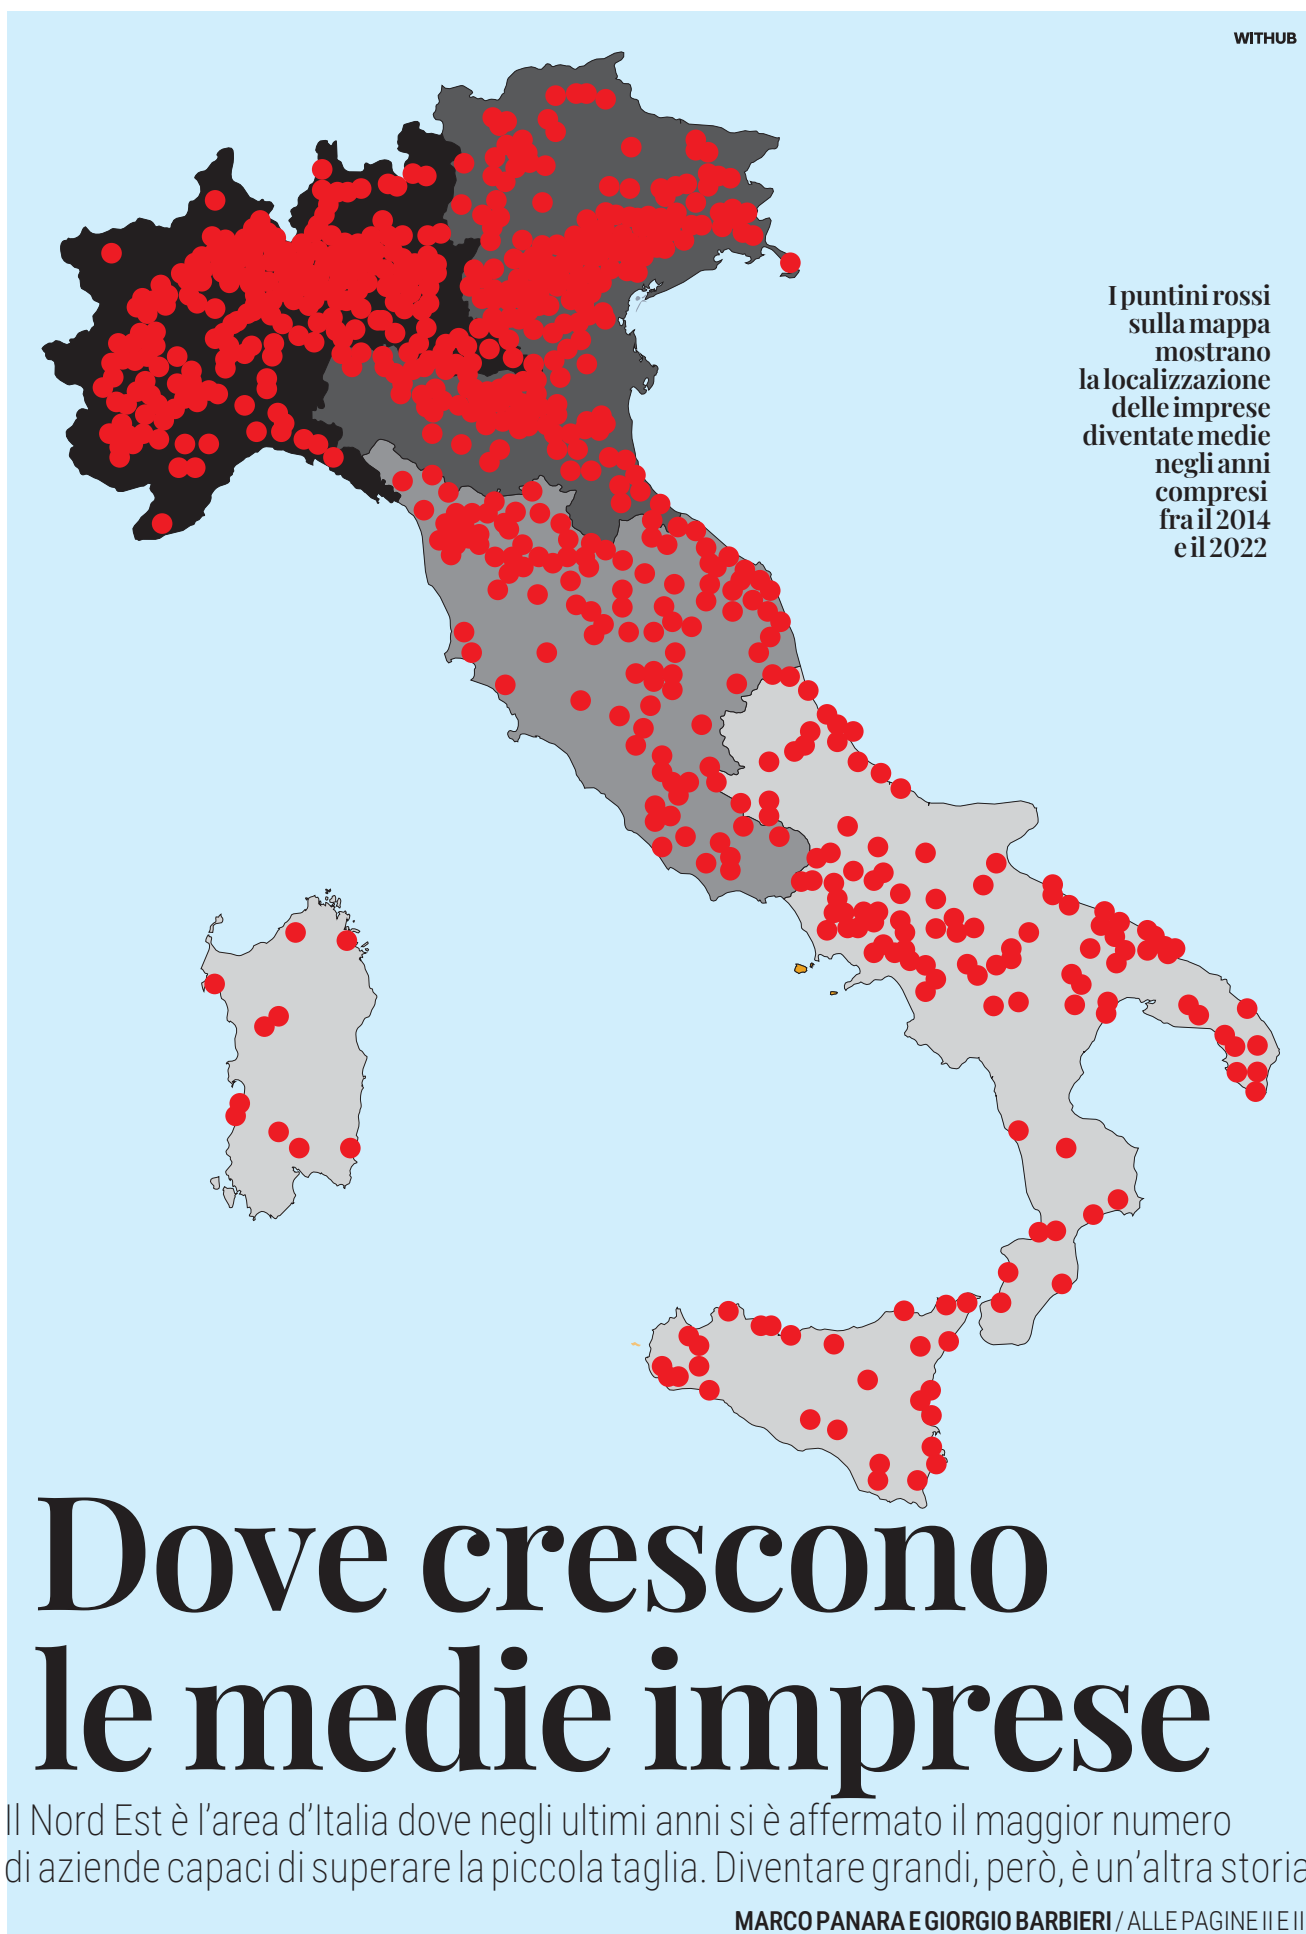 WITHUB
I puntini rossi
sulla mappa
mostrano
la localizzazione
delle imprese
diventate medie
negli anni
compresi
fra il 2014
e il 2022
Dove crescono
le medie imprese
Il Nord Est è l'area d'Italia dove negli ultimi anni si è affermato il maggior numero
di aziende capaci di superare la piccola taglia. Diventare grandi, però, è un'altra storia
MARCO PANARA E GIORGIO BARBIERI / ALLE PAGINE II E II